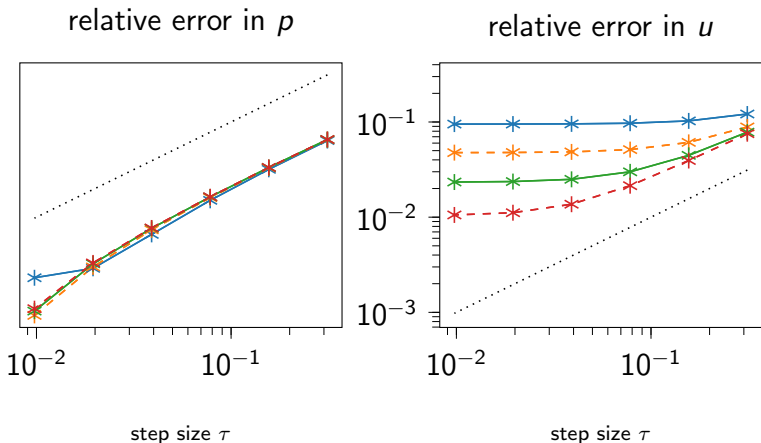 relative error in p
relative error in u
10⁻¹
10⁻²
10⁻³
10⁻² 10⁻¹
10⁻² 10⁻¹
step size τ
step size τ